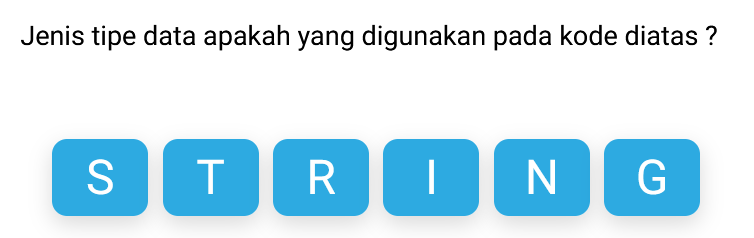 Jenis tipe data apakah yang digunakan pada kode diatas ?
S T R I N G